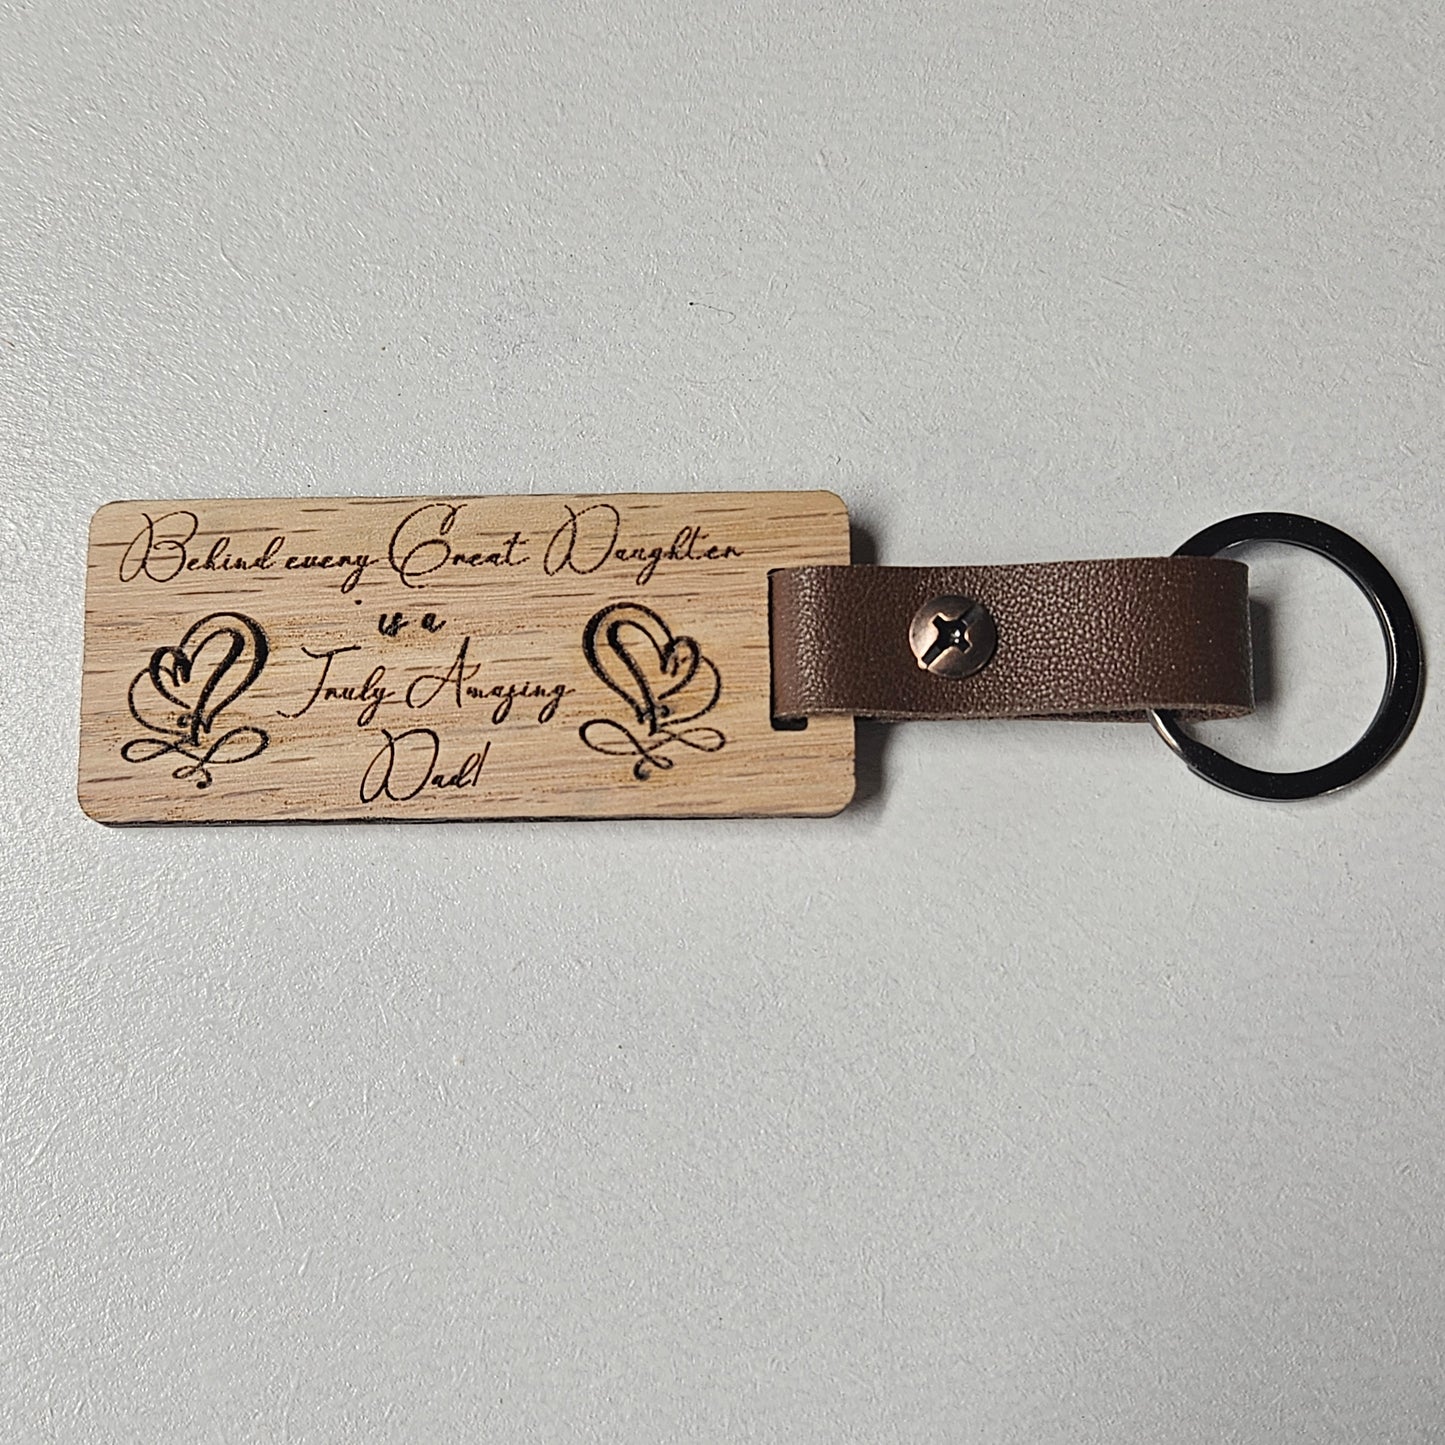 Behind every Great Daughter
is a
Truly Amazing
Dad!